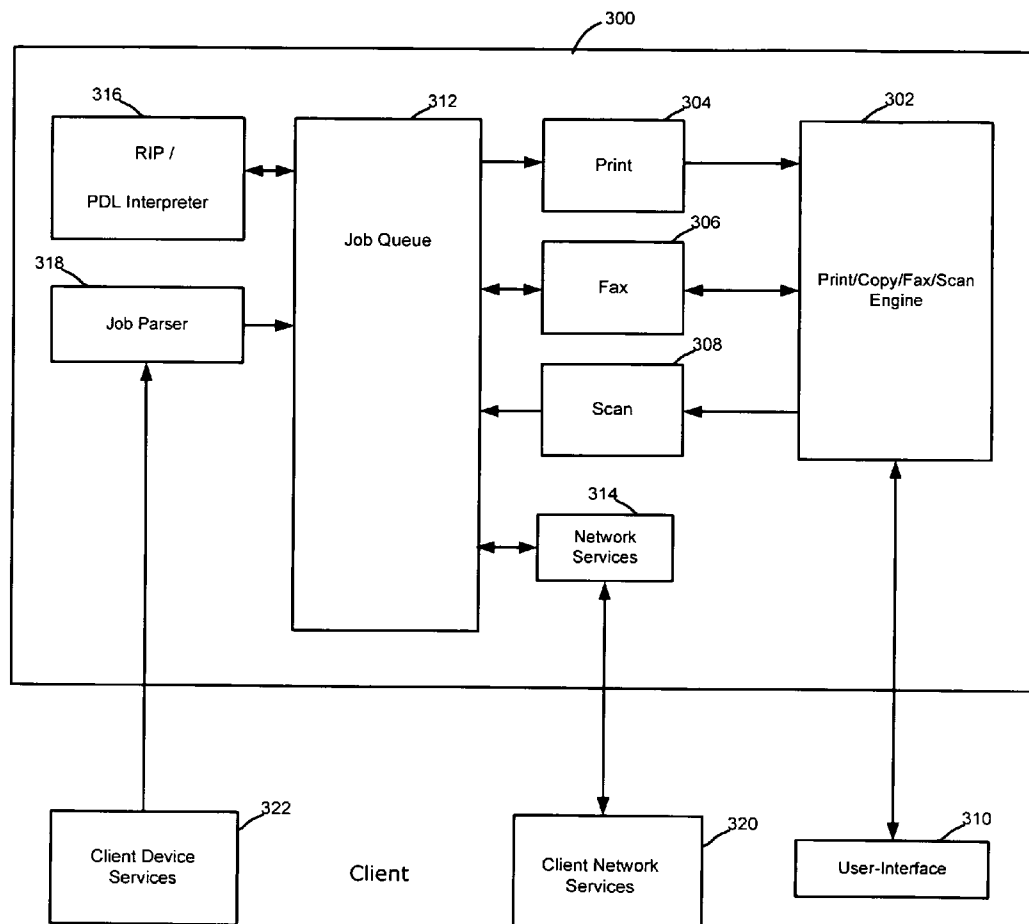 300
316
312
304
302
RIP /
PDL Interpreter
Job Queue
Print
306
Fax
Print/Copy/Fax/Scan
Engine
318
Job Parser
308
Scan
314
Network
Services
322
Client Device
Services
Client
320
Client Network
Services
310
User-Interface